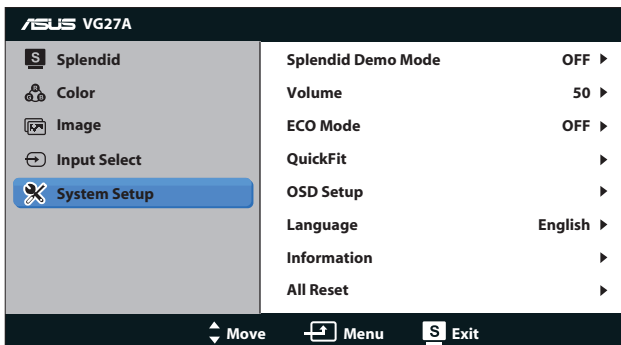 ASUS VG27A
S Splendid
Color
Image
Input Select
System Setup
Splendid Demo Mode OFF
Volume 50
ECO Mode OFF
QuickFit
OSD Setup
Language English
Information
All Reset
Move Menu S Exit